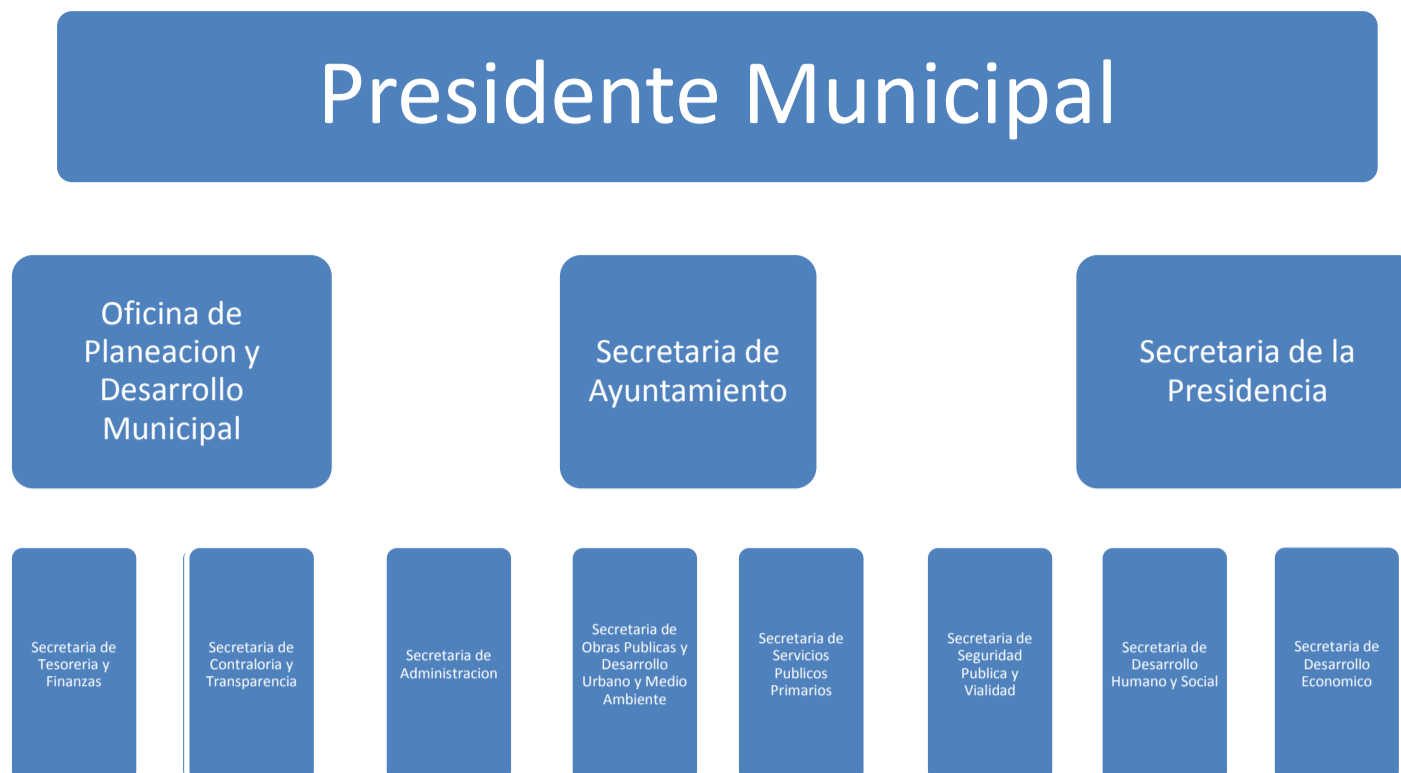 Presidente Municipal
Oficina de
Planeacion y
Desarrollo
Municipal
Secretaria de
Ayuntamiento
Secretaria de la
Presidencia
Secretaria de
Tesoreria y
Finanzas
Secretaria de
Contraloria y
Transparencia
Secretaria de
Administracion
Secretaria de
Obras Publicas y
Desarrollo
Urbano y Medio
Ambiente
Secretaria de
Servicios
Publicos
Primarios
Secretaria de
Seguridad
Publica y
Vialidad
Secretaria de
Desarrollo
Humano y Social
Secretaria de
Desarrollo
Economico